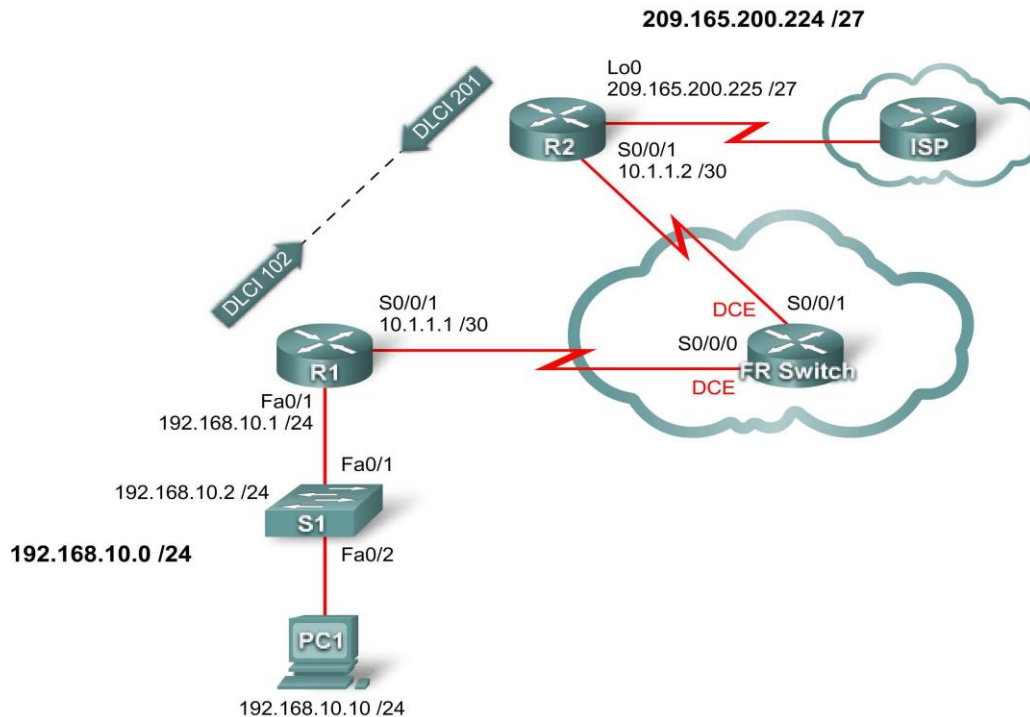 209.165.200.224 /27
DLCI 201
Lo0
209.165.200.225 /27
R2
ISP
S0/0/1
10.1.1.2 /30
DLCI 102
S0/0/1
10.1.1.1 /30
DCE
S0/0/1
S0/0/0
R1
FR Switch
DCE
Fa0/1
192.168.10.1 /24
Fa0/1
192.168.10.2 /24
S1
192.168.10.0 /24
Fa0/2
PC1
192.168.10.10 /24